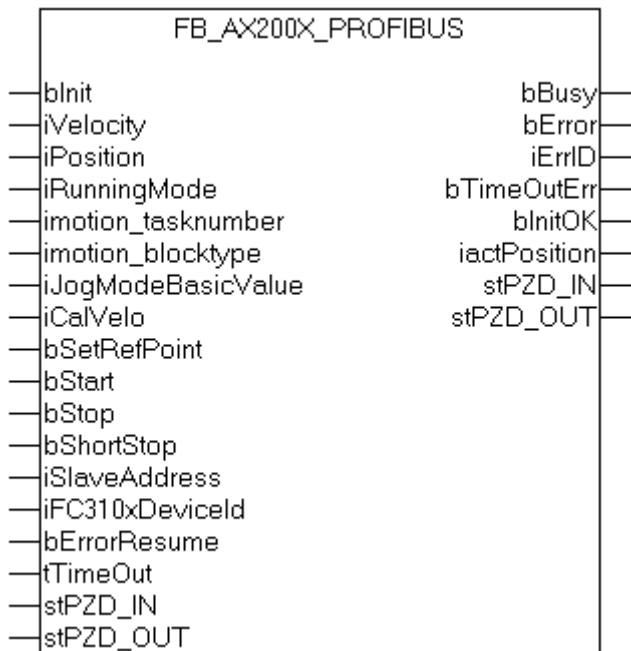 FB_AX200X_PROFIBUS
bInit bBusy
iVelocity bError
iPosition iErrID
iRunningMode bTimeOutErr
imotion_tasknumber bInitOK
imotion_blocktype iactPosition
iJogModeBasicValue stPZD_IN
iCalVelo stPZD_OUT
bSetRefPoint
bStart
bStop
bShortStop
iSlaveAddress
iFC310xDeviceId
bErrorResume
tTimeOut
stPZD_IN
stPZD_OUT